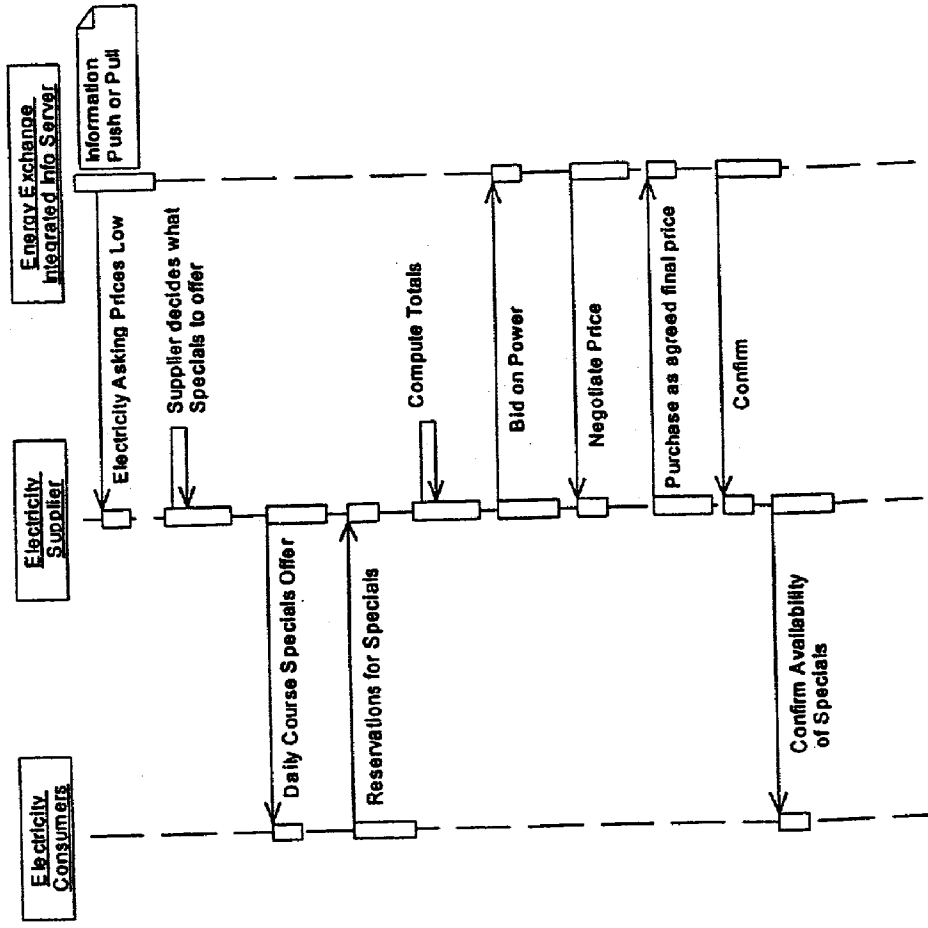 Electricity
Consumers
Electricity
Supplier
Energy Exchange
Integrated Info Server
Information
Push or Pull
Electricity Asking Prices Low
Supplier decides what
Specials to offer
Daily Course Specials Offer
Reservations for Specials
Compute Totals
Bid on Power
Negotiate Price
Purchase as agreed final price
Confirm
Confirm Availability
of Specials